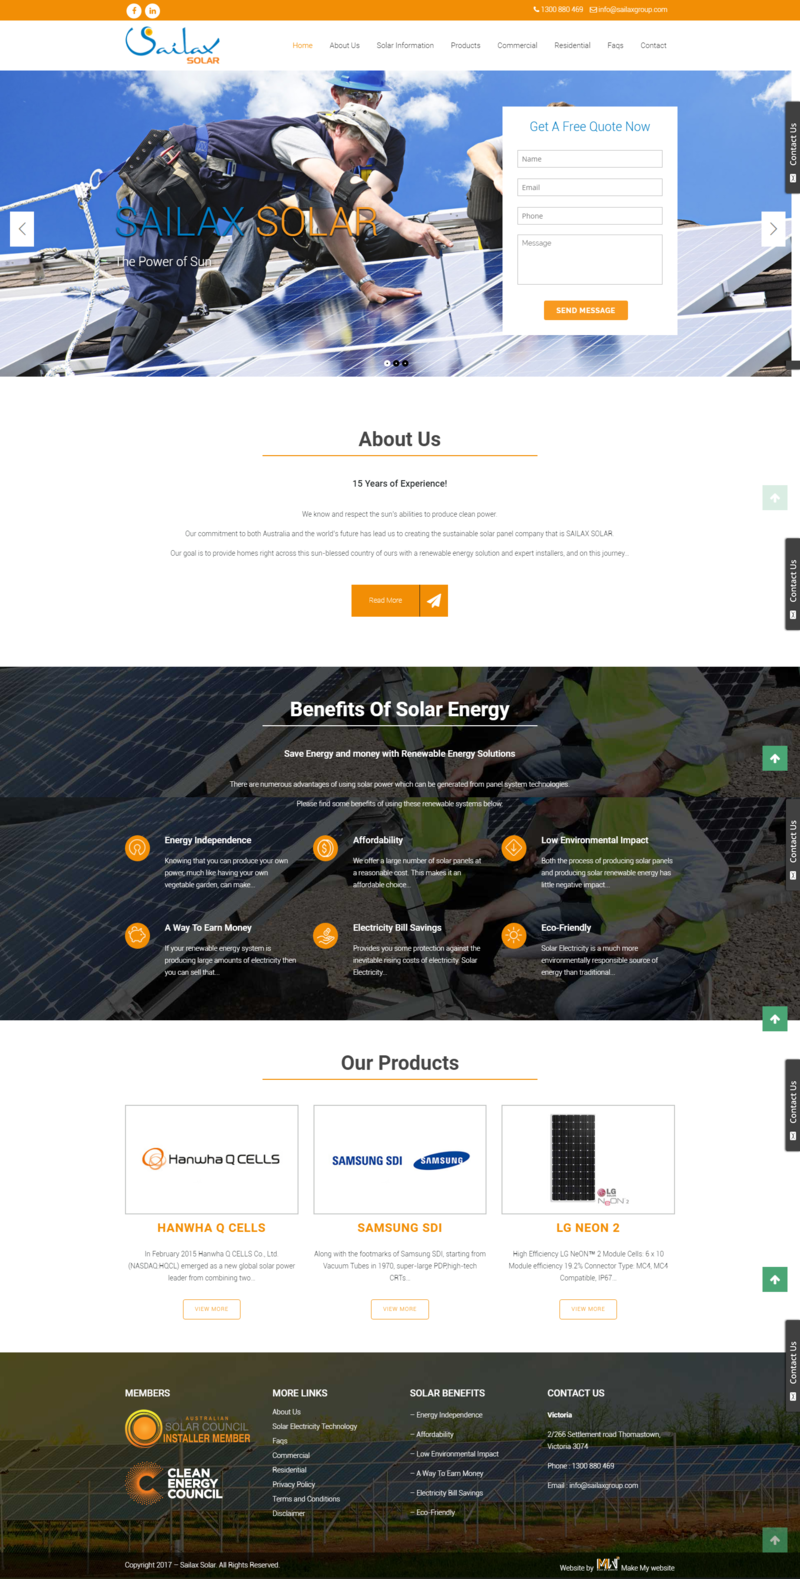 1300 880 469 info@sailaxgroup.com
Sailax
SOLAR
Home About Us Solar Information Products Commercial Residential Faqs Contact
SAILAX SOLAR
The Power of Sun
Get A Free Quote Now
Name
Email
Phone
Message
SEND MESSAGE
Contact Us
About Us
15 Years of Experience!
We know and respect the sun's abilities to produce clean power.
Our commitment to both Australia and the world's future has lead us to creating the sustainable solar panel company that is SAILAX SOLAR
Our goal is to provide homes right across this sun-blessed country of ours with a renewable energy solution and expert installers, and on this journey...
Read More
Contact Us
Benefits Of Solar Energy
Save Energy and money with Renewable Energy Solutions
There are numerous advantages of using solar power which can be generated from panel system technologies.
Please find some benefits of using these renewable systems below.
Contact Us
Energy Independence
Knowing that you can produce your own
power, much like having your own
vegetable garden, can make...
Affordability
We offer a large number of solar panels at
a reasonable cost. This makes it an
affordable choice...
Low Environmental Impact
Both the process of producing solar panels
and producing solar renewable energy has
little negative impact...
A Way To Earn Money
If your renewable energy system is
producing large amounts of electricity then
you can sell that...
Electricity Bill Savings
Provides you some protection against the
inevitable rising costs of electricity. Solar
Electricity...
Eco-Friendly
Solar Electricity is a much more
environmentally responsible source of
energy than traditional...
Our Products
Contact Us
Hanwha Q CELLS
HANWHA Q CELLS
In February 2015 Hanwha Q CELLS Co., Ltd.
(NASDAQ:HQCL) emerged as a new global solar power
leader from combining two...
VIEW MORE
SAMSUNG SDI SAMSUNG
SAMSUNG SDI
Along with the footmarks of Samsung SDI, starting from
Vacuum Tubes in 1970, super-large PDP,high-tech
CRTs...
VIEW MORE
LG
NeON 2
LG NEON 2
High Efficiency LG NeON™ 2 Module Cells: 6 x 10
Module efficiency 19.2% Connector Type: MC4, MC4
Compatible, IP67...
VIEW MORE
Contact Us
MEMBERS
AUSTRALIAN
SOLAR COUNCIL
INSTALLER MEMBER
CLEAN
ENERGY
COUNCIL
MORE LINKS
About Us
Solar Electricity Technology
Faqs
Commercial
Residential
Privacy Policy
Terms and Conditions
Disclaimer
SOLAR BENEFITS
– Energy Independence
– Affordability
– Low Environmental Impact
– A Way To Earn Money
– Electricity Bill Savings
– Eco-Friendly
CONTACT US
Victoria
2/266 Settlement road Thomastown,
Victoria 3074
Phone : 1300 880 469
Email : info@sailaxgroup.com
Copyright 2017 – Sailax Solar. All Rights Reserved.
Website by MW Make My website